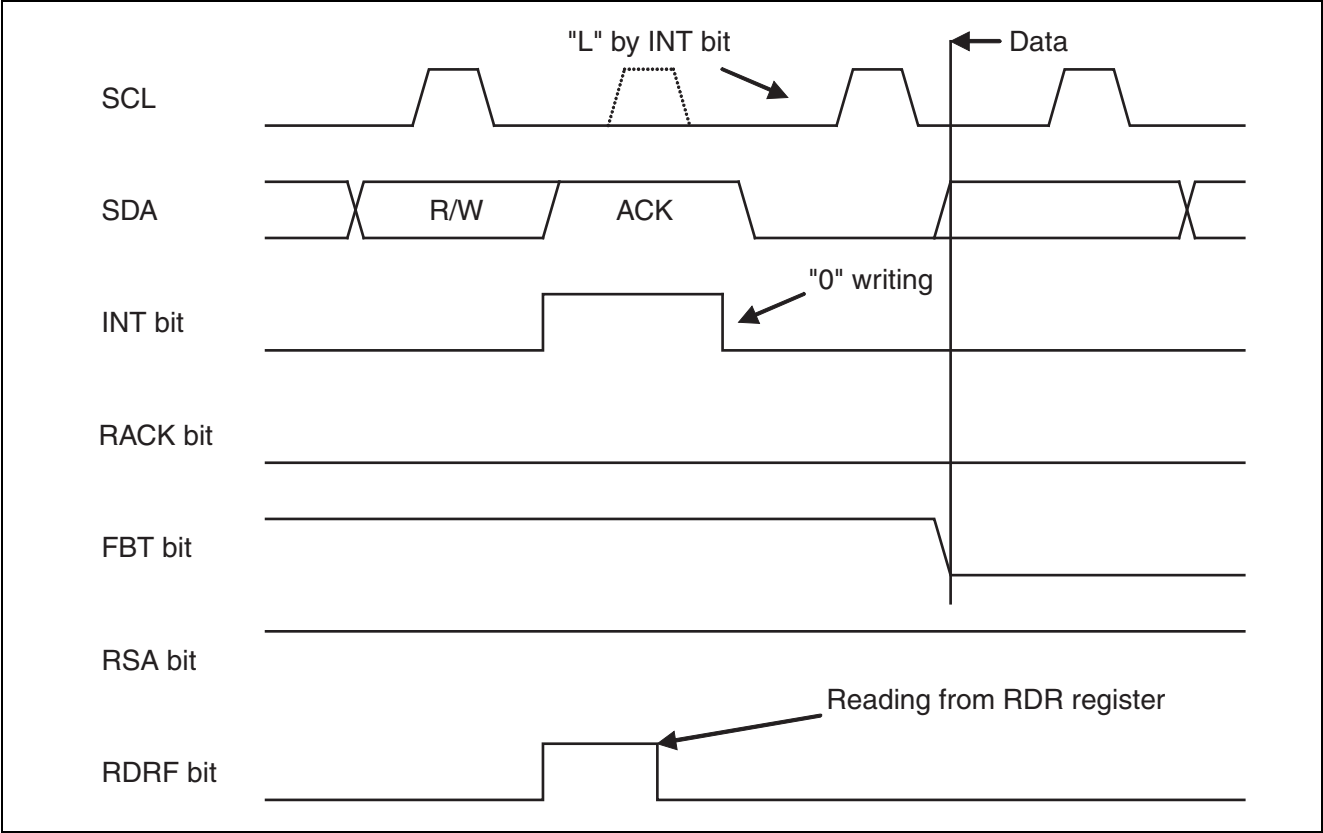 "L" by INT bit
Data
SCL
SDA
R/W
ACK
"0" writing
INT bit
RACK bit
FBT bit
RSA bit
Reading from RDR register
RDRF bit